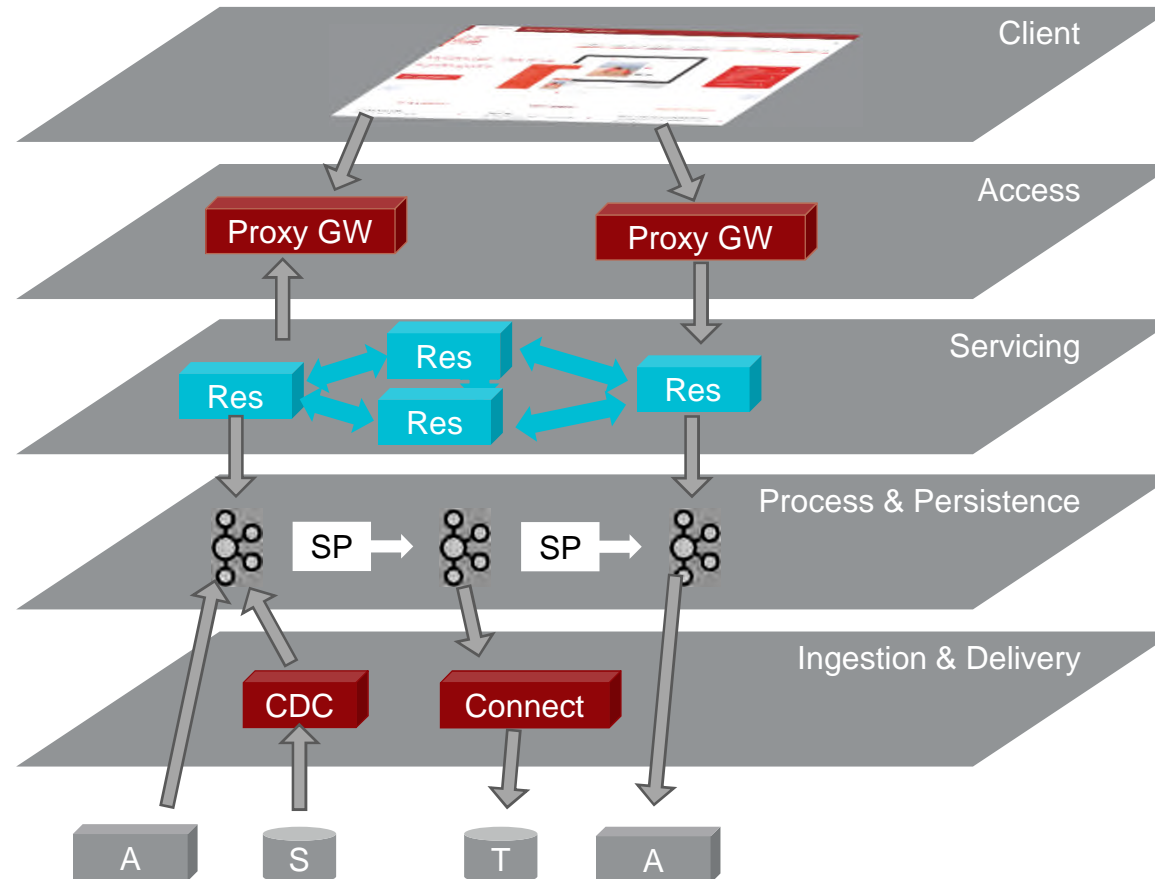 Client
Access
Proxy GW
Proxy GW
Servicing
Res
Res
Res
Res
Process & Persistence
SP
SP
Ingestion & Delivery
CDC
Connect
A
S
T
A